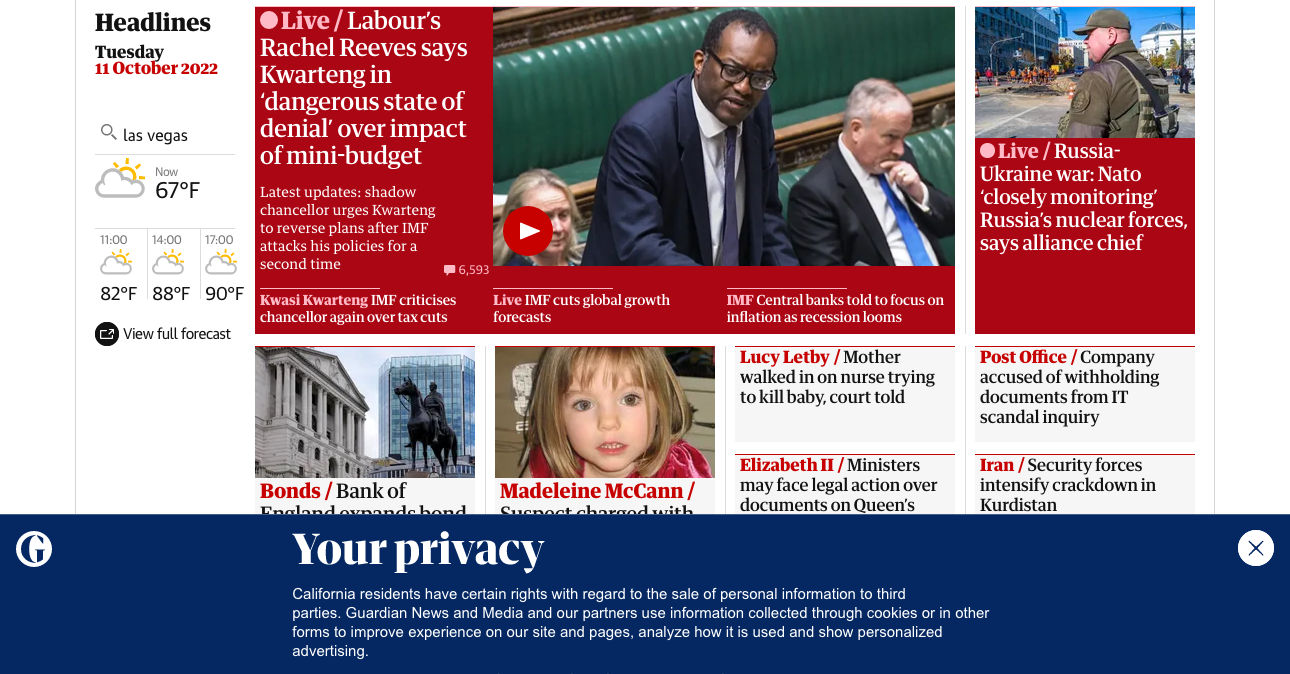 Headlines
Tuesday
11 October 2022
las vegas
Now
67°F
11:00
14:00
17:00
82°F
88°F
90°F
View full forecast
Live / Labour’s
Rachel Reeves says
Kwarteng in
‘dangerous state of
denial’ over impact
of mini-budget
Latest updates: shadow
chancellor urges Kwarteng
to reverse plans after IMF
attacks his policies for a
second time
6,593
Kwasi Kwarteng IMF criticises
chancellor again over tax cuts
Live IMF cuts global growth
forecasts
IMF Central banks told to focus on
inflation as recession looms
Live / Russia-
Ukraine war: Nato
‘closely monitoring’
Russia’s nuclear forces,
says alliance chief
Bonds / Bank of
England expands bond
Madeleine McCann /
Suspect charged with
Lucy Letby / Mother
walked in on nurse trying
to kill baby, court told
Elizabeth II / Ministers
may face legal action over
documents on Queen’s
Post Office / Company
accused of withholding
documents from IT
scandal inquiry
Iran / Security forces
intensify crackdown in
Kurdistan
Your privacy
California residents have certain rights with regard to the sale of personal information to third
parties. Guardian News and Media and our partners use information collected through cookies or in other
forms to improve experience on our site and pages, analyze how it is used and show personalized
advertising.